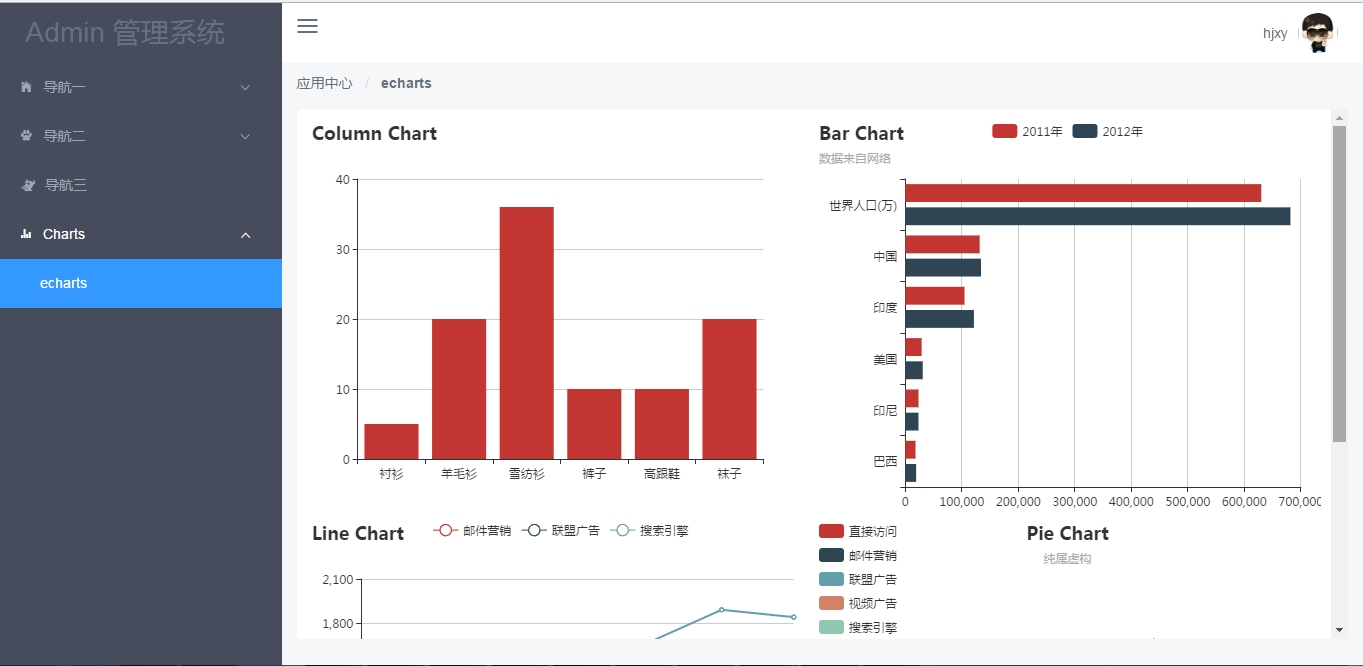 Admin 管理系统
导航一
导航二
导航三
Charts
echarts
hjxy
应用中心 / echarts
Column Chart
40
30
20
10
0
衬衫 羊毛衫 雪纺衫 裤子 高跟鞋 袜子
Bar Chart
数据来自网络
2011年 2012年
世界人口(万)
中国
印度
美国
印尼
巴西
0 100,000 200,000 300,000 400,000 500,000 600,000 700,000
Line Chart
邮件营销 联盟广告 搜索引擎
2,100
1,800
直接访问
邮件营销
联盟广告
视频广告
搜索引擎
Pie Chart
纯属虚构